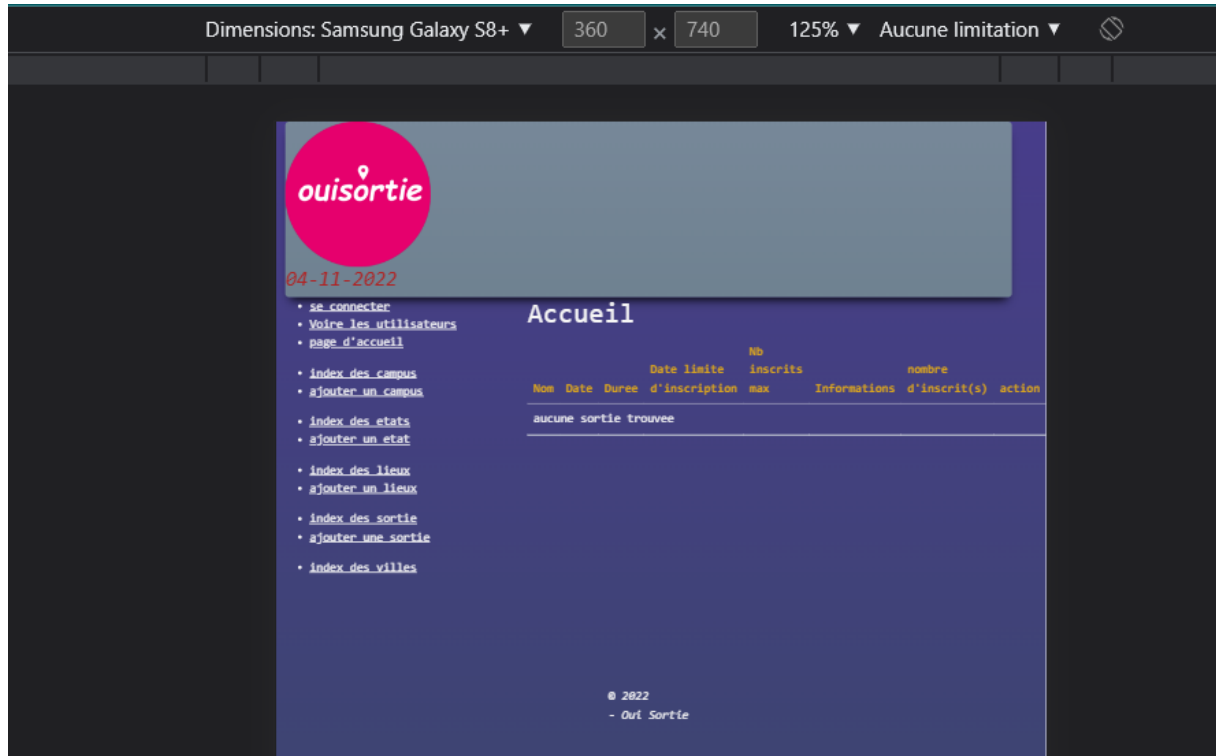 Dimensions: Samsung Galaxy S8+ ▼ 360 × 740 125% ▼ Aucune limitation ▼
ouisortie
04-11-2022
• se connecter
• Voire les utilisateurs
• page d'accueil
• index des campus
• ajouter un campus
• index des etats
• ajouter un etat
• index des lieux
• ajouter un lieux
• index des sortie
• ajouter une sortie
• index des villes
Accueil
Nb
Date limite inscrits nombre
Nom Date Duree d'inscription max Informations d'inscrit(s) action
aucune sortie trouvee
© 2022
- Oui Sortie